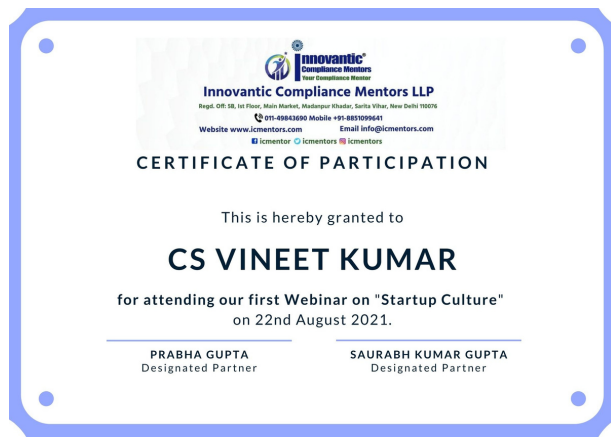 Innovantic®
Compliance Mentors
Your Compliance Mentor
Innovantic Compliance Mentors LLP
Regd. Off: 5B, Ist Floor, Main Market, Madanpur Khadar, Sarita Vihar, New Delhi 110076
011-49843690 Mobile +91-8851099641
Website www.icmentors.com Email info@icmentors.com
icmentor icmentors icmentors
CERTIFICATE OF PARTICIPATION
This is hereby granted to
CS VINEET KUMAR
for attending our first Webinar on "Startup Culture"
on 22nd August 2021.
PRABHA GUPTA SAURABH KUMAR GUPTA
Designated Partner Designated Partner